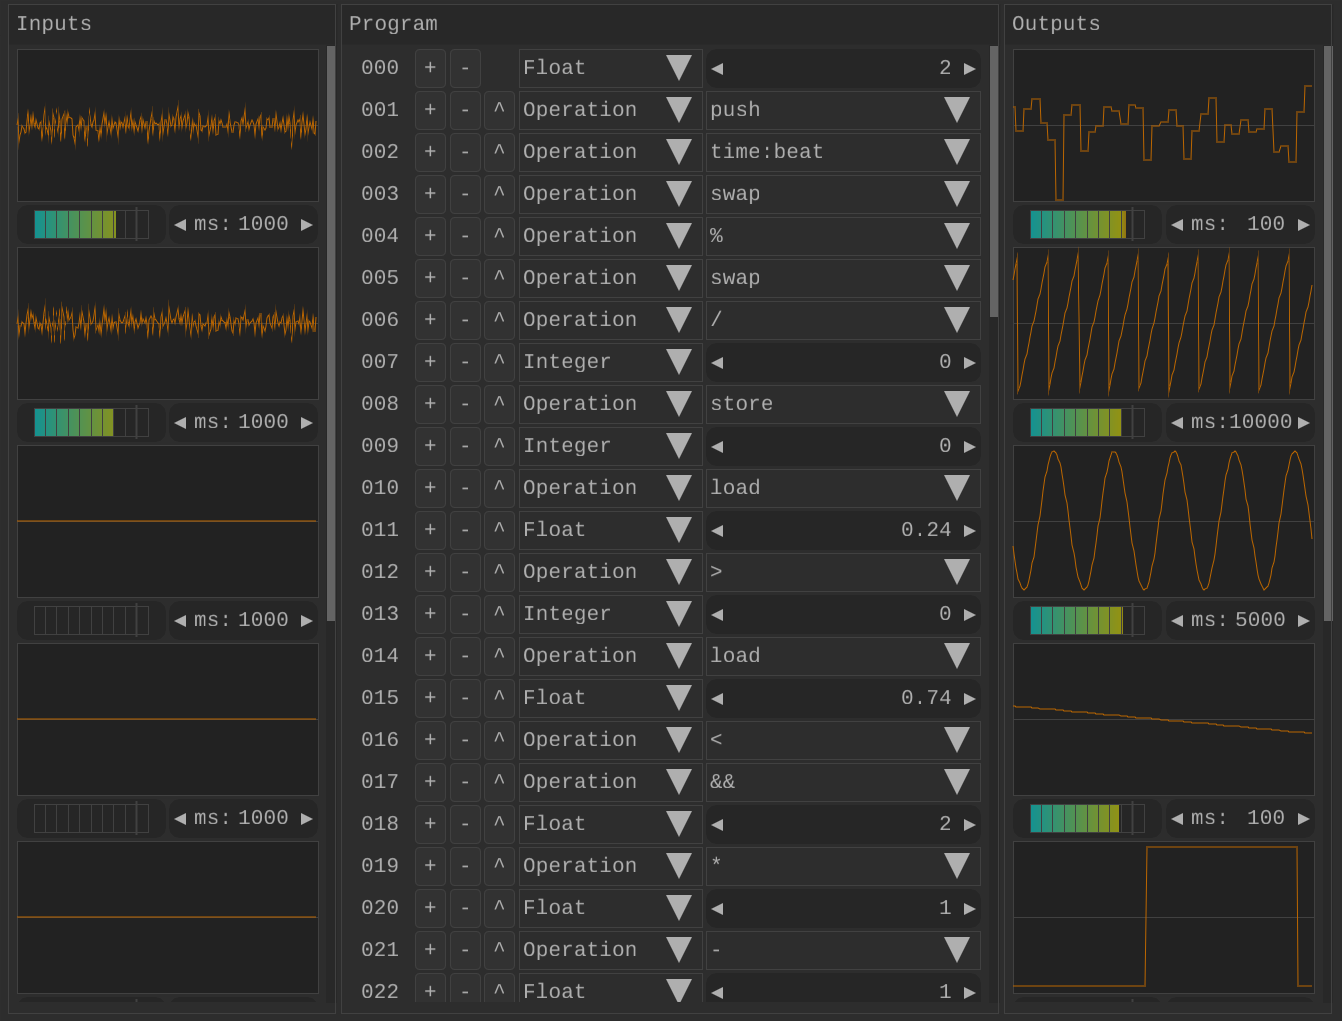 Inputs
ms: 1000
ms: 1000
ms: 1000
ms: 1000
Program
000 + - Float 2
001 + - ^ Operation push
002 + - ^ Operation time:beat
003 + - ^ Operation swap
004 + - ^ Operation %
005 + - ^ Operation swap
006 + - ^ Operation /
007 + - ^ Integer 0
008 + - ^ Operation store
009 + - ^ Integer 0
010 + - ^ Operation load
011 + - ^ Float 0.24
012 + - ^ Operation >
013 + - ^ Integer 0
014 + - ^ Operation load
015 + - ^ Float 0.74
016 + - ^ Operation <
017 + - ^ Operation &&
018 + - ^ Float 2
019 + - ^ Operation *
020 + - ^ Float 1
021 + - ^ Operation -
022 + - ^ Float 1
Outputs
ms: 100
ms:10000
ms: 5000
ms: 100